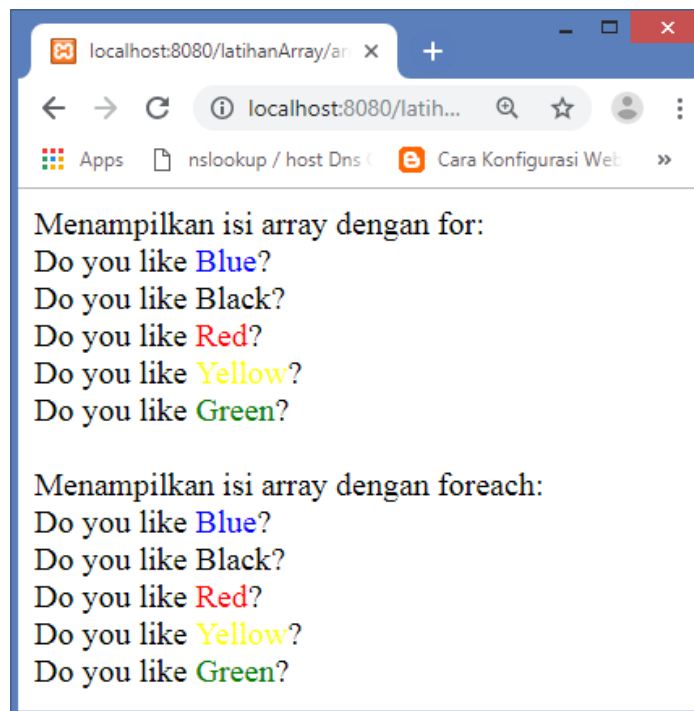 localhost:8080/latihanArray/ar
localhost:8080/latih...
Apps nslookup / host Dns Cara Konfigurasi Web
Menampilkan isi array dengan for:
Do you like Blue?
Do you like Black?
Do you like Red?
Do you like Yellow?
Do you like Green?
Menampilkan isi array dengan foreach:
Do you like Blue?
Do you like Black?
Do you like Red?
Do you like Yellow?
Do you like Green?